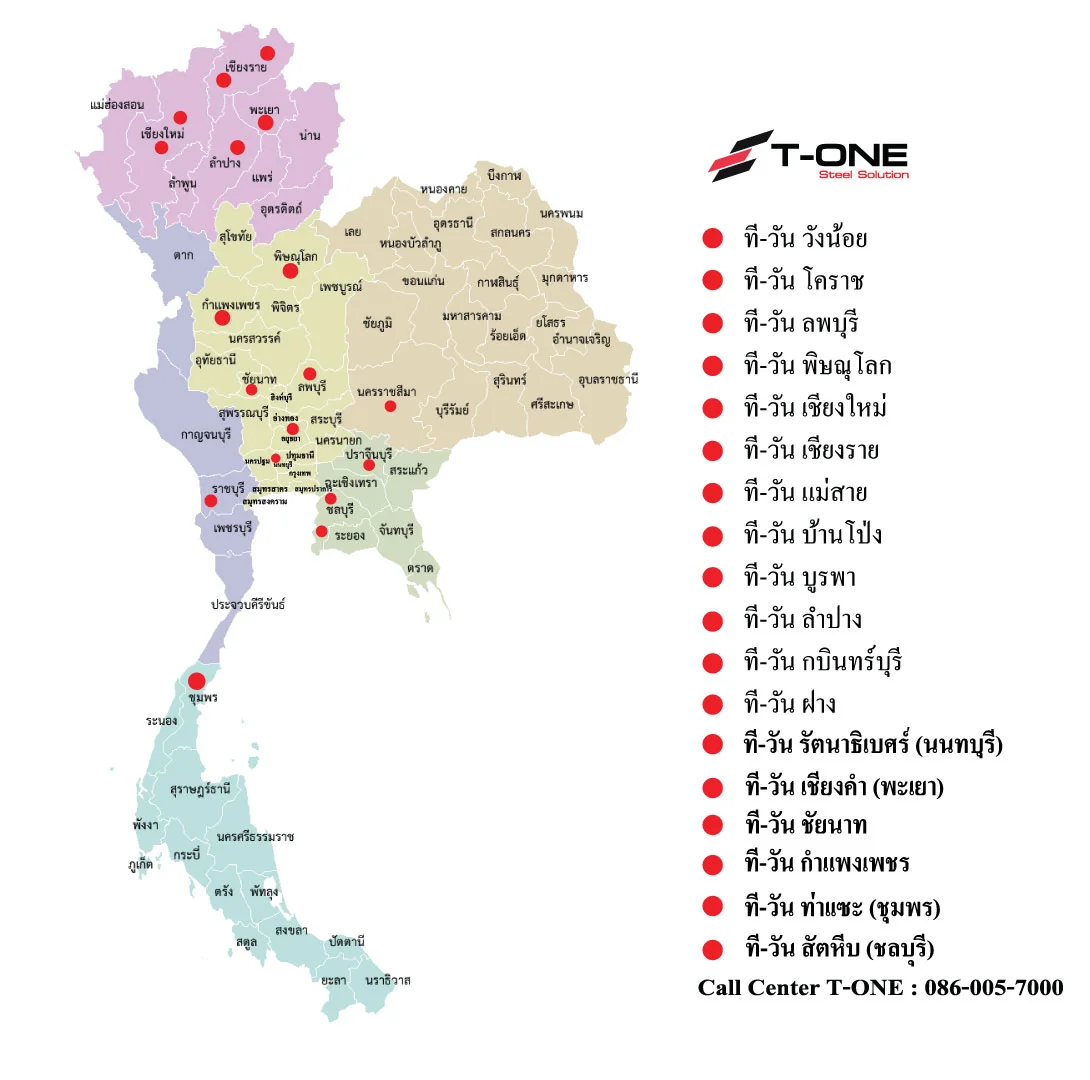 เชียงราย
แม่ฮ่องสอน
พะเยา
เชียงใหม่
น่าน
ลำปาง
ลำพูน
แพร่
อุตรดิตถ์
บึงกาฬ
หนองคาย
นครพนม
อุดรธานี
สกลนคร
เลย
หนองบัวลำภู
สุโขทัย
ตาก
พิษณุโลก
เพชรบูรณ์
ขอนแก่น
กาฬสินธุ์
มุกดาหาร
กำแพงเพชร
พิจิตร
ชัยภูมิ
มหาสารคาม
ร้อยเอ็ด
ยโสธร
อำนาจเจริญ
นครสวรรค์
อุทัยธานี
ชัยนาท
ลพบุรี
นครราชสีมา
สุรินทร์
อุบลราชธานี
สิงห์บุรี
บุรีรัมย์
ศรีสะเกษ
สุพรรณบุรี
อ่างทอง
สระบุรี
กาญจนบุรี
อยุธยา
นครนายก
ปทุมธานี
ปราจีนบุรี
นครปฐม
นนทบุรี
สระแก้ว
กรุงเทพ
ราชบุรี
สมุทรสาคร
สมุทรปราการ
ฉะเชิงเทรา
สมุทรสงคราม
ชลบุรี
เพชรบุรี
ระยอง
จันทบุรี
ตราด
ประจวบคีรีขันธ์
ชุมพร
ระนอง
สุราษฎร์ธานี
พังงา
นครศรีธรรมราช
กระบี่
ภูเก็ต
ตรัง
พัทลุง
สงขลา
สตูล
ปัตตานี
ยะลา
นราธิวาส
T-ONE
Steel Solution
ที-วัน วังน้อย
ที-วัน โคราช
ที-วัน ลพบุรี
ที-วัน พิษณุโลก
ที-วัน เชียงใหม่
ที-วัน เชียงราย
ที-วัน แม่สาย
ที-วัน บ้านโป่ง
ที-วัน บูรพา
ที-วัน ลำปาง
ที-วัน กบินทร์บุรี
ที-วัน ฝาง
ที-วัน รัตนาธิเบศร์ (นนทบุรี)
ที-วัน เชียงคำ (พะเยา)
ที-วัน ชัยนาท
ที-วัน กำแพงเพชร
ที-วัน ท่าแซะ (ชุมพร)
ที-วัน สัตหีบ (ชลบุรี)
Call Center T-ONE : 086-005-7000